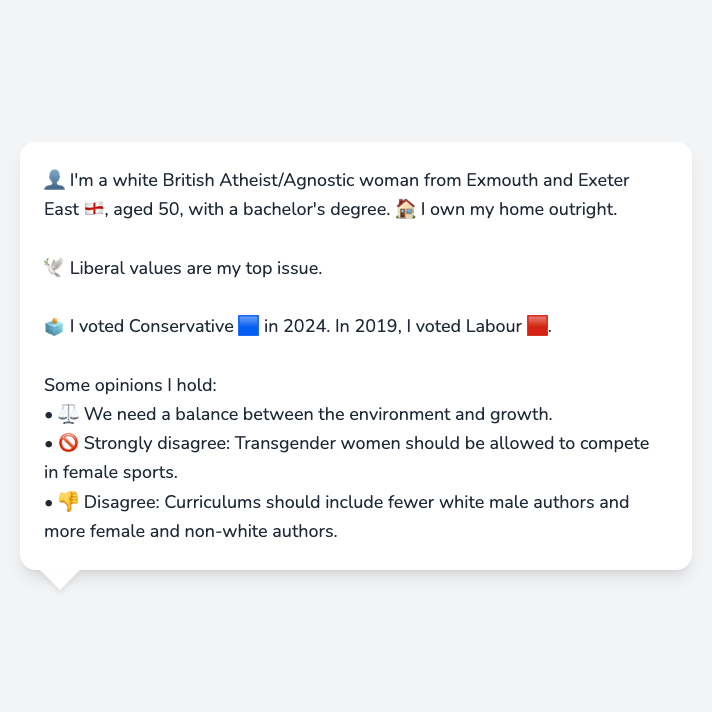 👤 I'm a white British Atheist/Agnostic woman from Exmouth and Exeter
East 🏴󠁧󠁢󠁥󠁮󠁧󠁿, aged 50, with a bachelor's degree. 🏠 I own my home outright.
🕊️ Liberal values are my top issue.
🗳️ I voted Conservative 🟦 in 2024. In 2019, I voted Labour 🟥.
Some opinions I hold:
• ⚖️ We need a balance between the environment and growth.
• 🚫 Strongly disagree: Transgender women should be allowed to compete
in female sports.
• 👎 Disagree: Curriculums should include fewer white male authors and
more female and non-white authors.